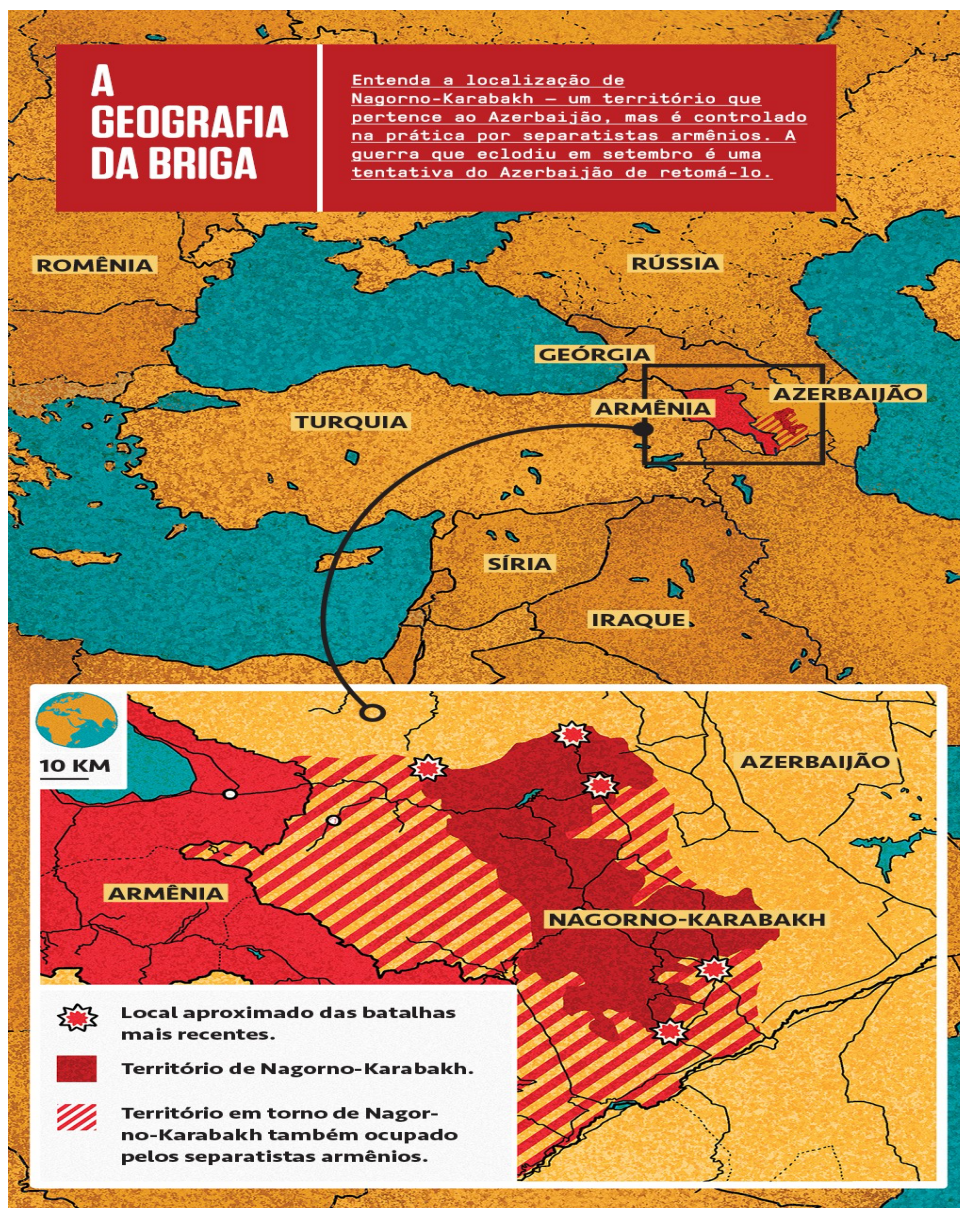 A
GEOGRAFIA
DA BRIGA
Entenda a localização de
Nagorno-Karabakh — um território que
pertence ao Azerbaijão, mas é controlado
na prática por separatistas armênios. A
guerra que eclodiu em setembro é uma
tentativa do Azerbaijão de retomá-lo.
ROMÊNIA
RÚSSIA
GEÓRGIA
AZERBAIJÃO
ARMÊNIA
TURQUIA
SÍRIA
IRAQUE
10 KM
AZERBAIJÃO
ARMÊNIA
NAGORNO-KARABAKH
Local aproximado das batalhas
mais recentes.
Território de Nagorno-Karabakh.
Território em torno de Nagor-
no-Karabakh também ocupado
pelos separatistas armênios.